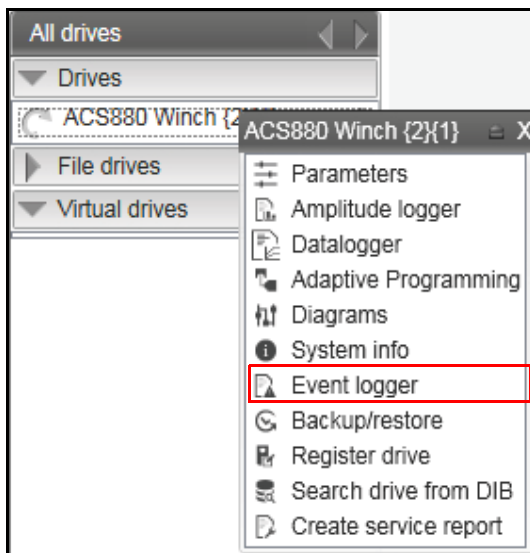 All drives
Drives
ACS880 Winch {2
ACS880 Winch {2}{1} X
File drives
Virtual drives
Parameters
Amplitude logger
Datalogger
Adaptive Programming
Diagrams
System info
Event logger
Backup/restore
Register drive
Search drive from DIB
Create service report